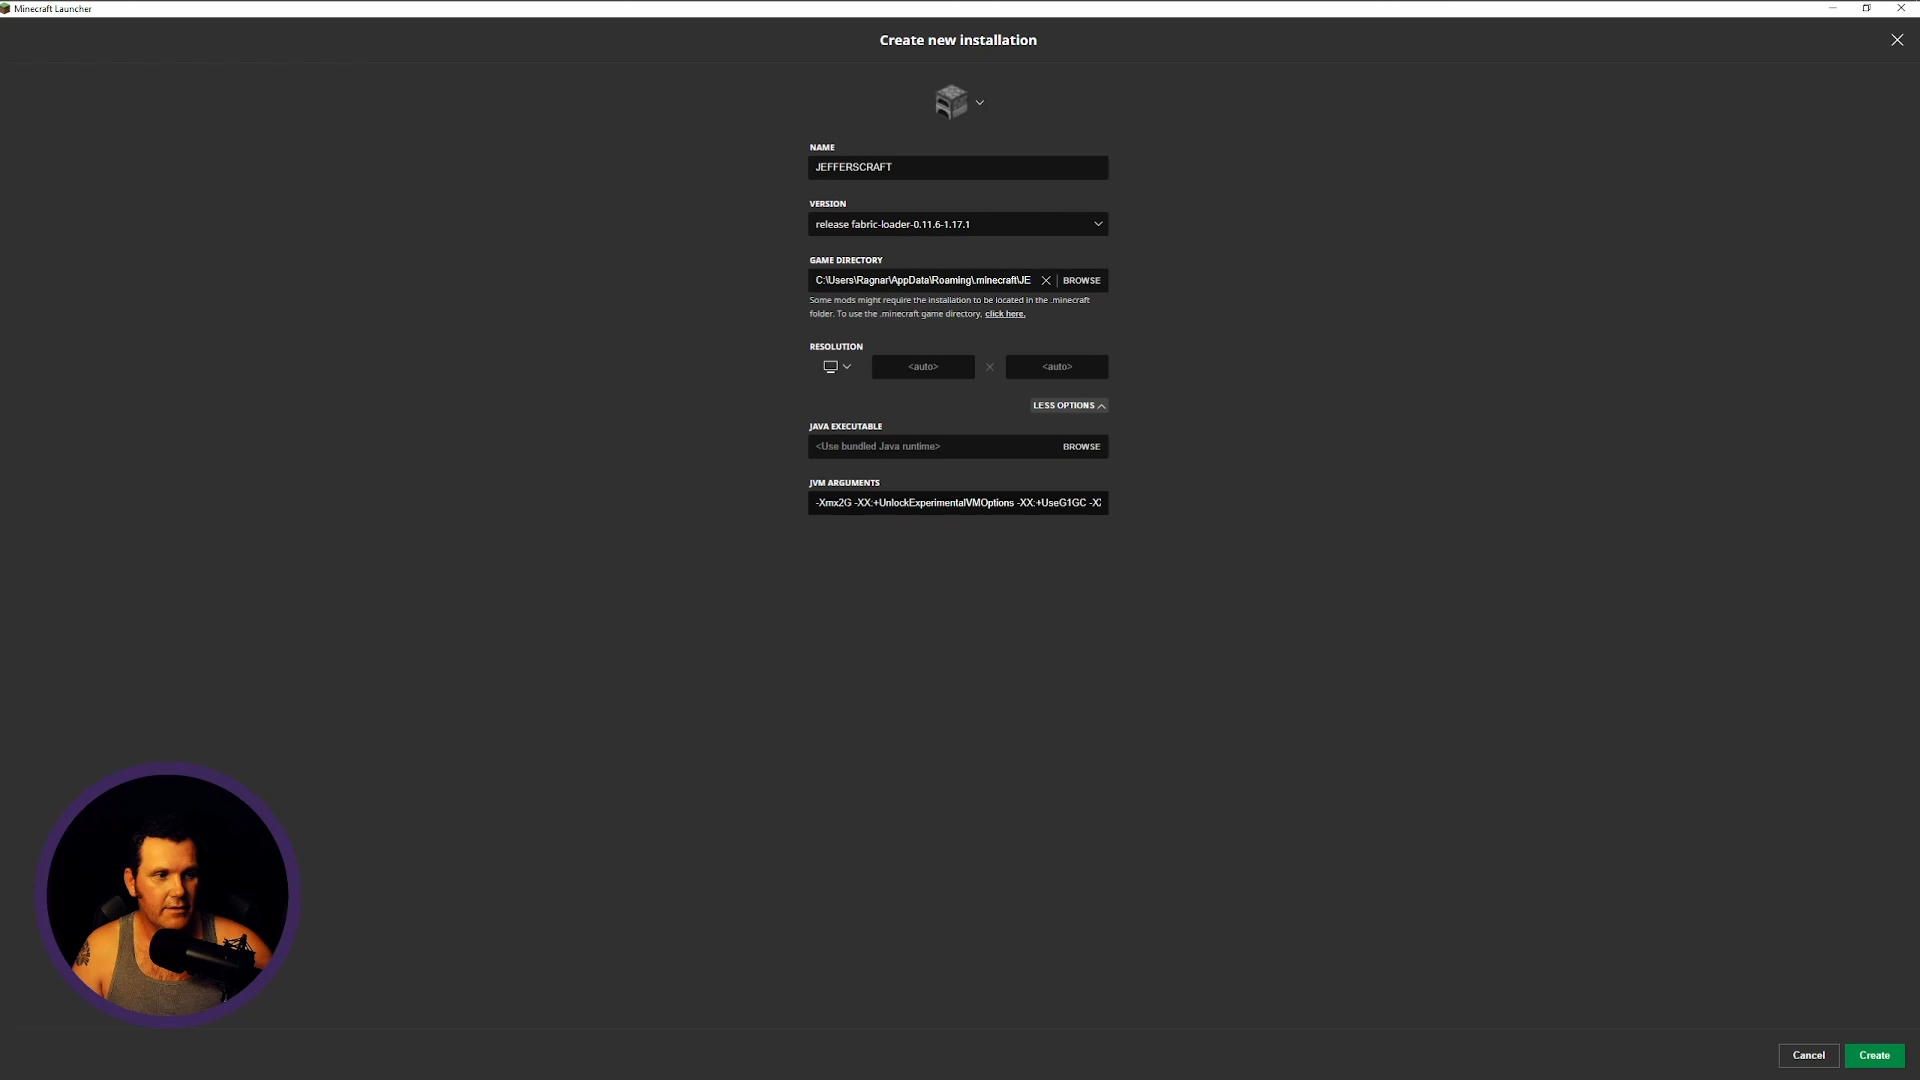 Minecraft Launcher
Create new installation
NAME
JEFFERSCRAFT
VERSION
release fabric-loader-0.11.6-1.17.1
GAME DIRECTORY
C:\Users\Ragnar\AppData\Roaming\.minecraft\JE
BROWSE
Some mods might require the installation to be located in the .minecraft
folder. To use the .minecraft game directory, click here.
RESOLUTION
<auto>
<auto>
LESS OPTIONS
JAVA EXECUTABLE
<Use bundled Java runtime>
BROWSE
JVM ARGUMENTS
-Xmx2G -XX:+UnlockExperimentalVMOptions -XX:+UseG1GC -X
Cancel
Create